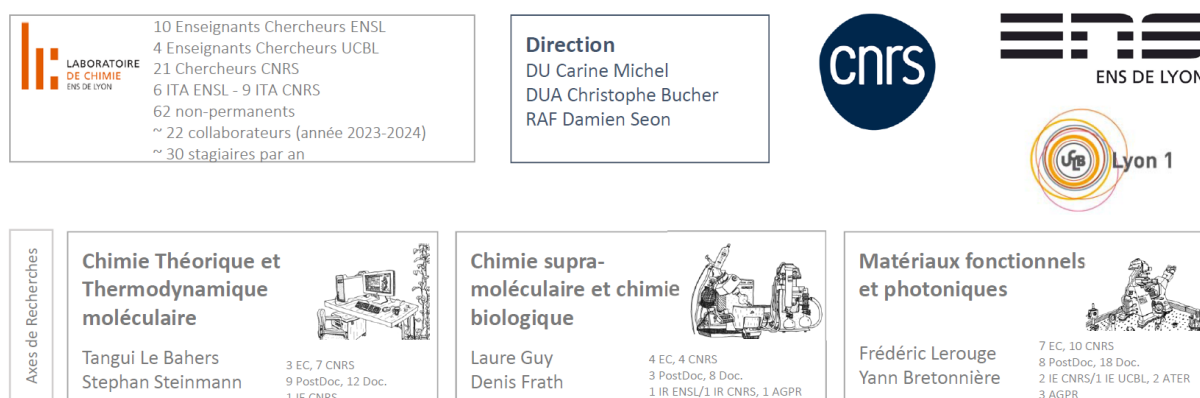 LABORATOIRE
DE CHIMIE
ENS DE LYON
10 Enseignants Chercheurs ENSL
4 Enseignants Chercheurs UCBL
21 Chercheurs CNRS
6 ITA ENSL - 9 ITA CNRS
62 non-permanents
~ 22 collaborateurs (année 2023-2024)
~ 30 stagiaires par an
Direction
DU Carine Michel
DUA Christophe Bucher
RAF Damien Seon
cnrs
ENS
ENS DE LYON
UCBL
Lyon 1
Axes de Recherches
Chimie Théorique et
Thermodynamique
moléculaire
Tangui Le Bahers
Stephan Steinmann
3 EC, 7 CNRS
9 PostDoc, 12 Doc.
1 IE CNRS
Chimie supra-
moléculaire et chimie
biologique
Laure Guy
Denis Frath
4 EC, 4 CNRS
3 PostDoc, 8 Doc.
1 IR ENSL/1 IR CNRS, 1 AGPR
Matériaux fonctionnels
et photoniques
Frédéric Lerouge
Yann Bretonnière
7 EC, 10 CNRS
8 PostDoc, 18 Doc.
2 IE CNRS/1 IE UCBL, 2 ATER
3 AGPR